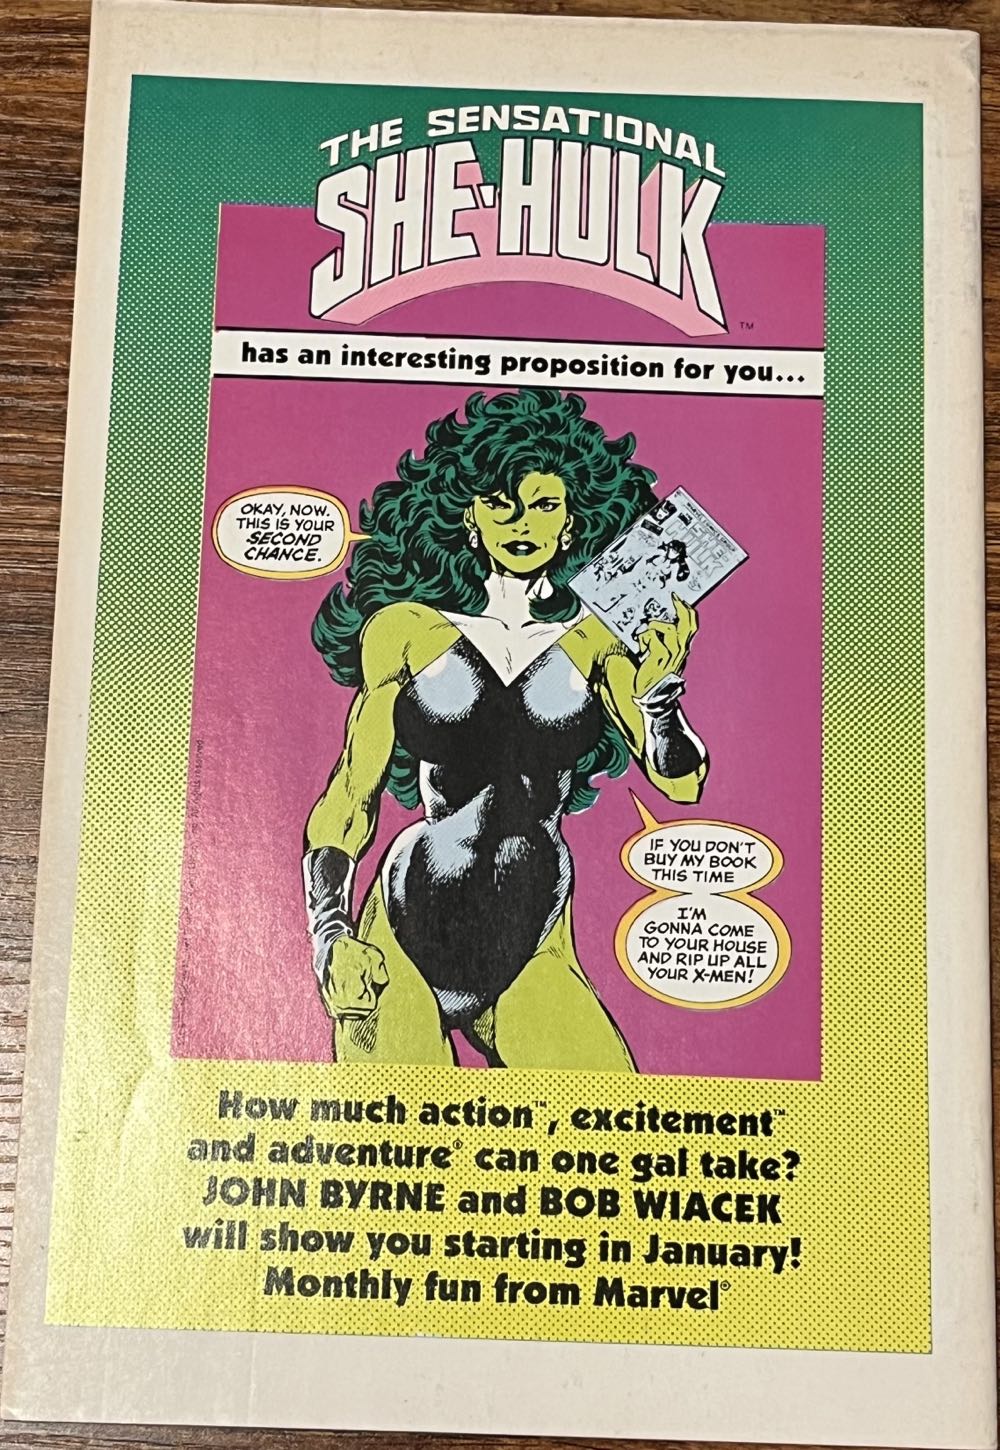 THE SENSATIONAL
SHE-HULK
TM
has an interesting proposition for you...
OKAY, NOW.
THIS IS YOUR
SECOND
CHANCE.
IF YOU DON'T
BUY MY BOOK
THIS TIME
I'M
GONNA COME
TO YOUR HOUSE
AND RIP UP ALL
YOUR X-MEN!
How much action™, excitement™
and adventure® can one gal take?
JOHN BYRNE and BOB WIACEK
will show you starting in January!
Monthly fun from Marvel®